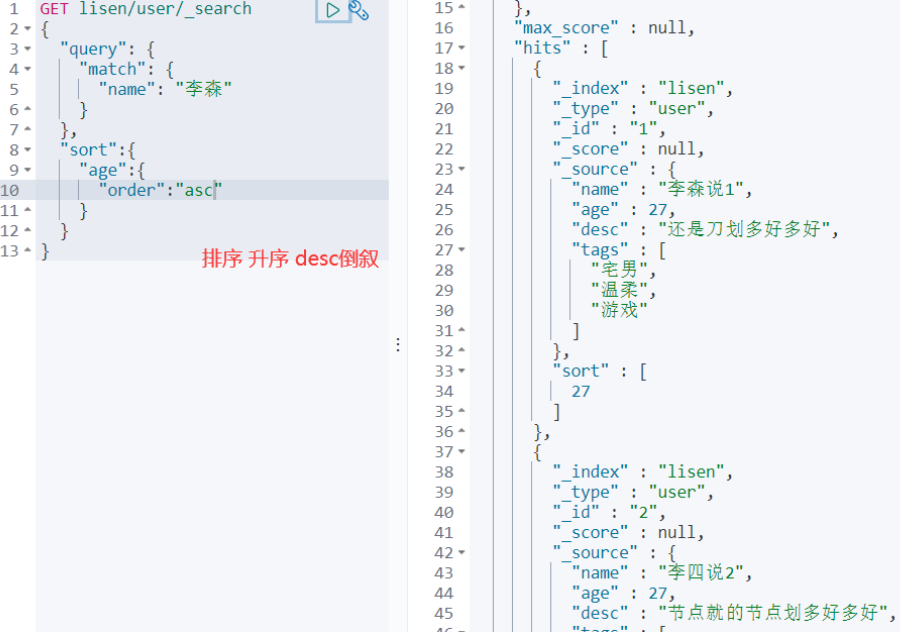 1 GET lisen/user/_search
2 {
3 "query": {
4 "match": {
5 "name": "李森"
6 }
7 },
8 "sort":{
9 "age":{
10 "order":"asc"
11 }
12 }
13 }
排序 升序 desc倒叙
15 },
16 "max_score" : null,
17 "hits" : [
18 {
19 "_index" : "lisen",
20 "_type" : "user",
21 "_id" : "1",
22 "_score" : null,
23 "_source" : {
24 "name" : "李森说1",
25 "age" : 27,
26 "desc" : "还是刀划多好多好",
27 "tags" : [
28 "宅男",
29 "温柔",
30 "游戏"
31 ]
32 },
33 "sort" : [
34 27
35 ]
36 },
37 {
38 "_index" : "lisen",
39 "_type" : "user",
40 "_id" : "2",
41 "_score" : null,
42 "_source" : {
43 "name" : "李四说2",
44 "age" : 27,
45 "desc" : "节点就的节点划多好多好",
46 "tags" : [